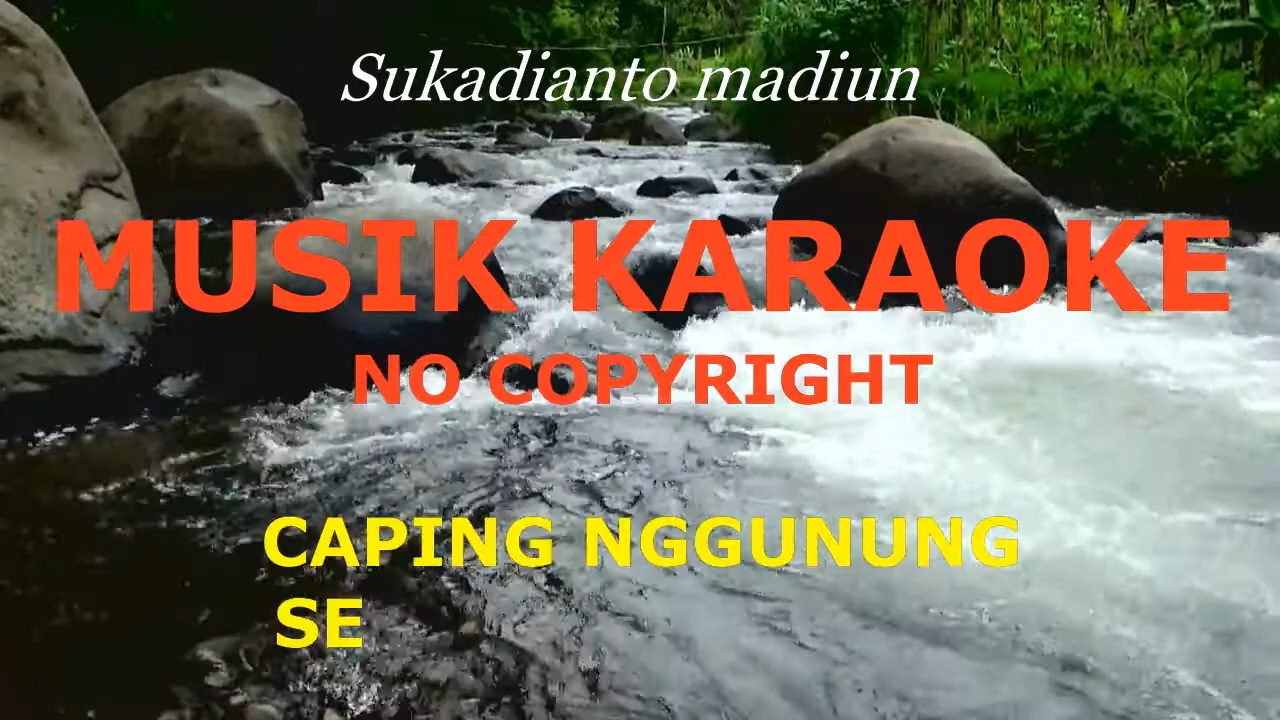 Sukadianto madiun
MUSIK KARAOKE
NO COPYRIGHT
CAPING NGGUNUNG
SE